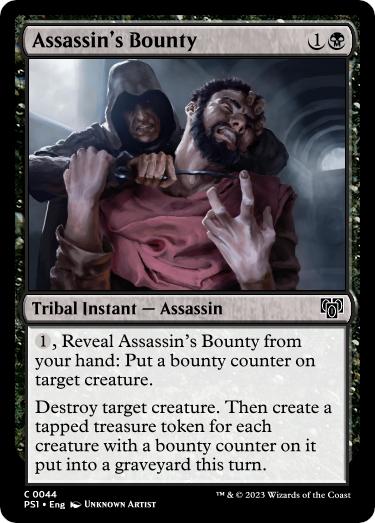 Assassin's Bounty 1
Tribal Instant — Assassin
1, Reveal Assassin's Bounty from
your hand: Put a bounty counter on
target creature.
Destroy target creature. Then create a
tapped treasure token for each
creature with a bounty counter on it
put into a graveyard this turn.
C 0044
PS1 • Eng Unknown Artist
™ & © 2023 Wizards of the Coast